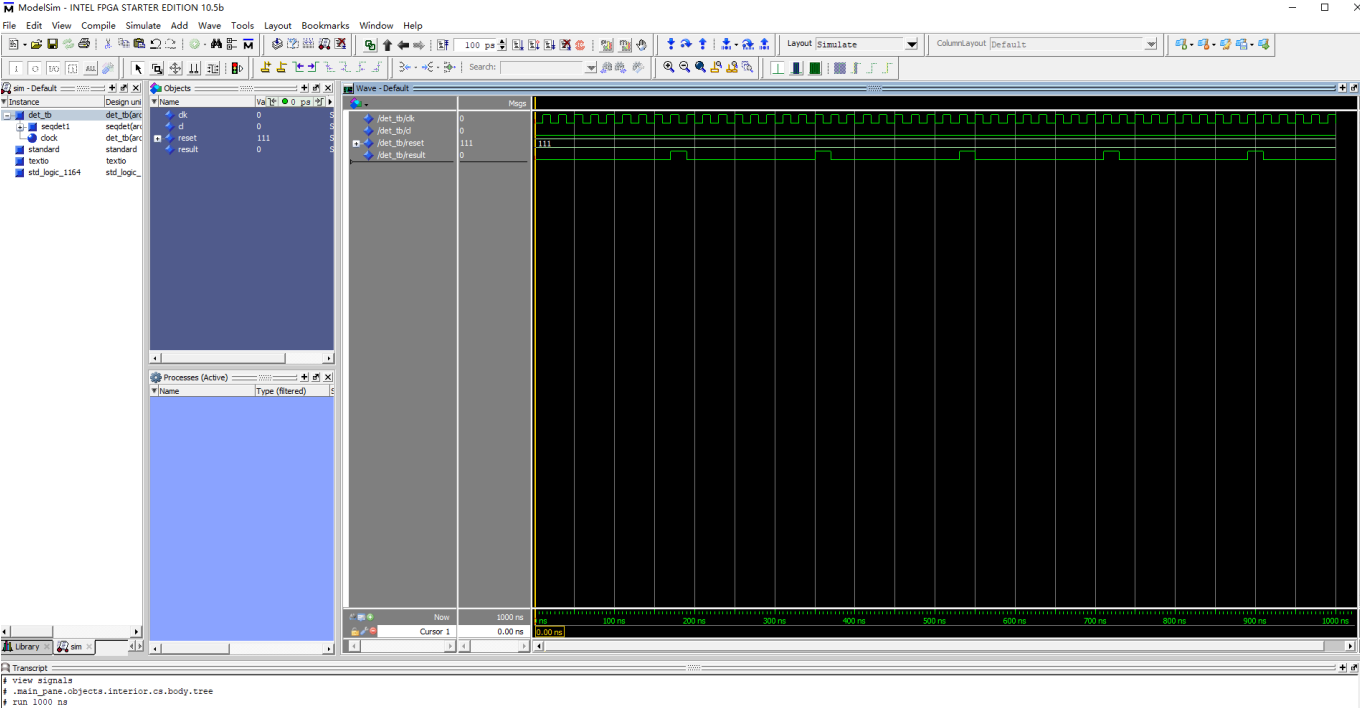 ModelSim - INTEL FPGA STARTER EDITION 10.5b
File Edit View Compile Simulate Add Wave Tools Layout Bookmarks Window Help
100 ps Layout Simulate ColumnLayout Default
Search:
sim - Default
Instance Design uni
det_tb det_tb(arc
seqdet1 seqdet(arc
clock det_tb(arc
standard standard
textio textio
std_logic_1164 std_logic_
Library sim
Objects
Name Va 0 ps
clk 0 S
d 0 S
reset 111 S
result 0 S
Processes (Active)
Name Type (filtered) S
Wave - Default
Msgs
/det_tb/clk 0
/det_tb/d 0
/det_tb/reset 111 111
/det_tb/result 0
Now 1000 ns ns 100 ns 200 ns 300 ns 400 ns 500 ns 600 ns 700 ns 800 ns 900 ns 1000 ns
Cursor 1 0.00 ns 0.00 ns
Transcript
# view signals
# .main_pane.objects.interior.cs.body.tree
# run 1000 ns